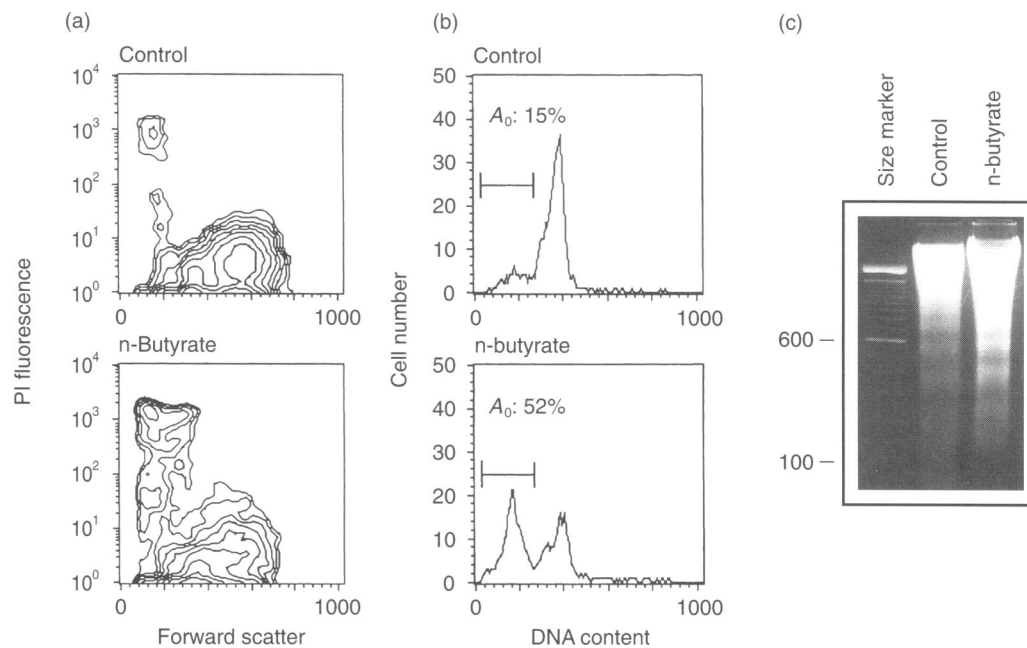 (a)
Control
10⁴
10³
10²
10¹
10⁰
0
1000
n-Butyrate
10⁴
10³
10²
10¹
10⁰
0
1000
PI fluorescence
Forward scatter
(b)
Control
50
40
30
20
10
0
A₀: 15%
0
1000
n-butyrate
50
40
30
20
10
0
A₀: 52%
0
1000
Cell number
DNA content
(c)
Size marker
Control
n-butyrate
600
100